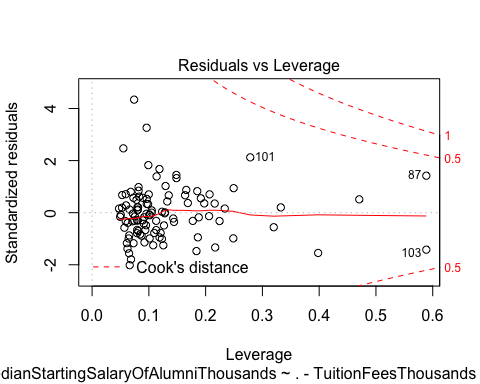 Residuals vs Leverage
Standardized residuals
4
2
0
-2
101
87
103
1
0.5
0.5
Cook's distance
0.0 0.1 0.2 0.3 0.4 0.5 0.6
Leverage
dianStartingSalaryOfAlumniThousands ~ . - TuitionFeesThousands